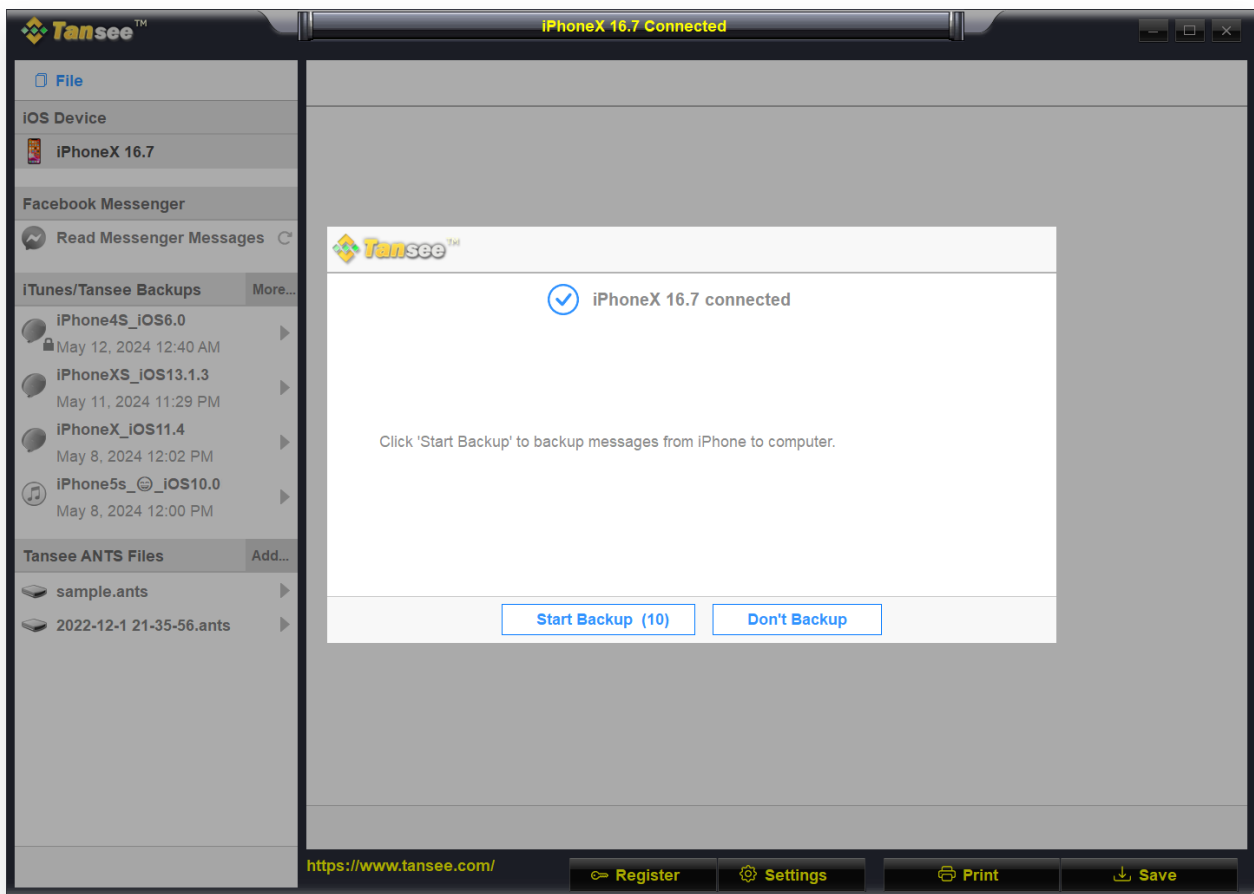 Tansee™
iPhoneX 16.7 Connected
File
iOS Device
iPhoneX 16.7
Facebook Messenger
Read Messenger Messages
iTunes/Tansee Backups More...
iPhone4S_iOS6.0
May 12, 2024 12:40 AM
iPhoneXS_iOS13.1.3
May 11, 2024 11:29 PM
iPhoneX_iOS11.4
May 8, 2024 12:02 PM
iPhone5s_😄_iOS10.0
May 8, 2024 12:00 PM
Tansee ANTS Files Add...
sample.ants
2022-12-1 21-35-56.ants
Tansee™
iPhoneX 16.7 connected
Click 'Start Backup' to backup messages from iPhone to computer.
Start Backup (10) Don't Backup
https://www.tansee.com/ Register Settings Print Save